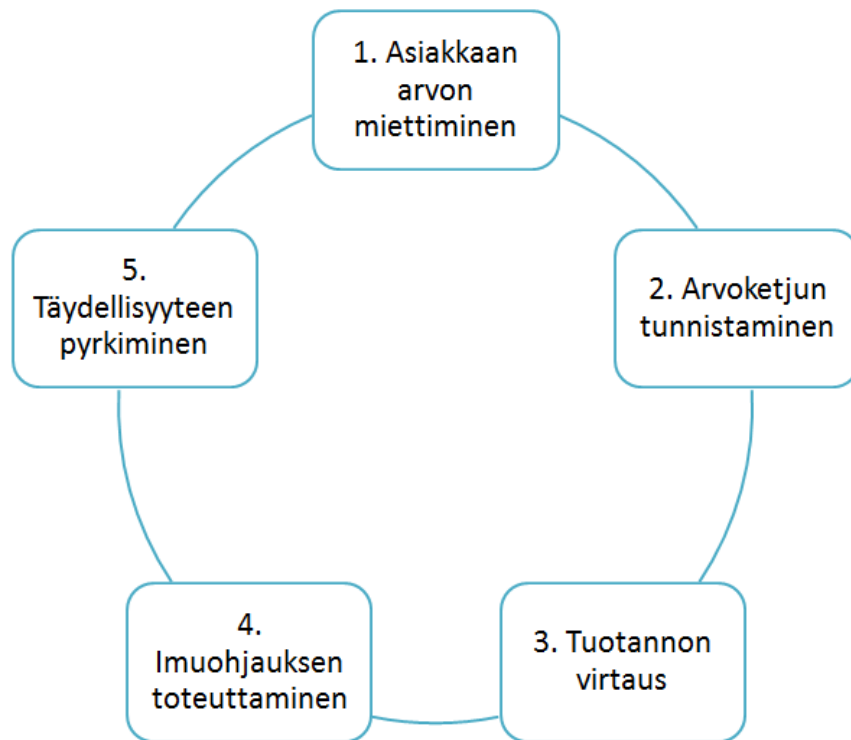 1. Asiakkaan
arvon
miettiminen
2. Arvoketjun
tunnistaminen
3. Tuotannon
virtaus
4.
Imuohjauksen
toteuttaminen
5.
Täydellisyyteen
pyrkiminen